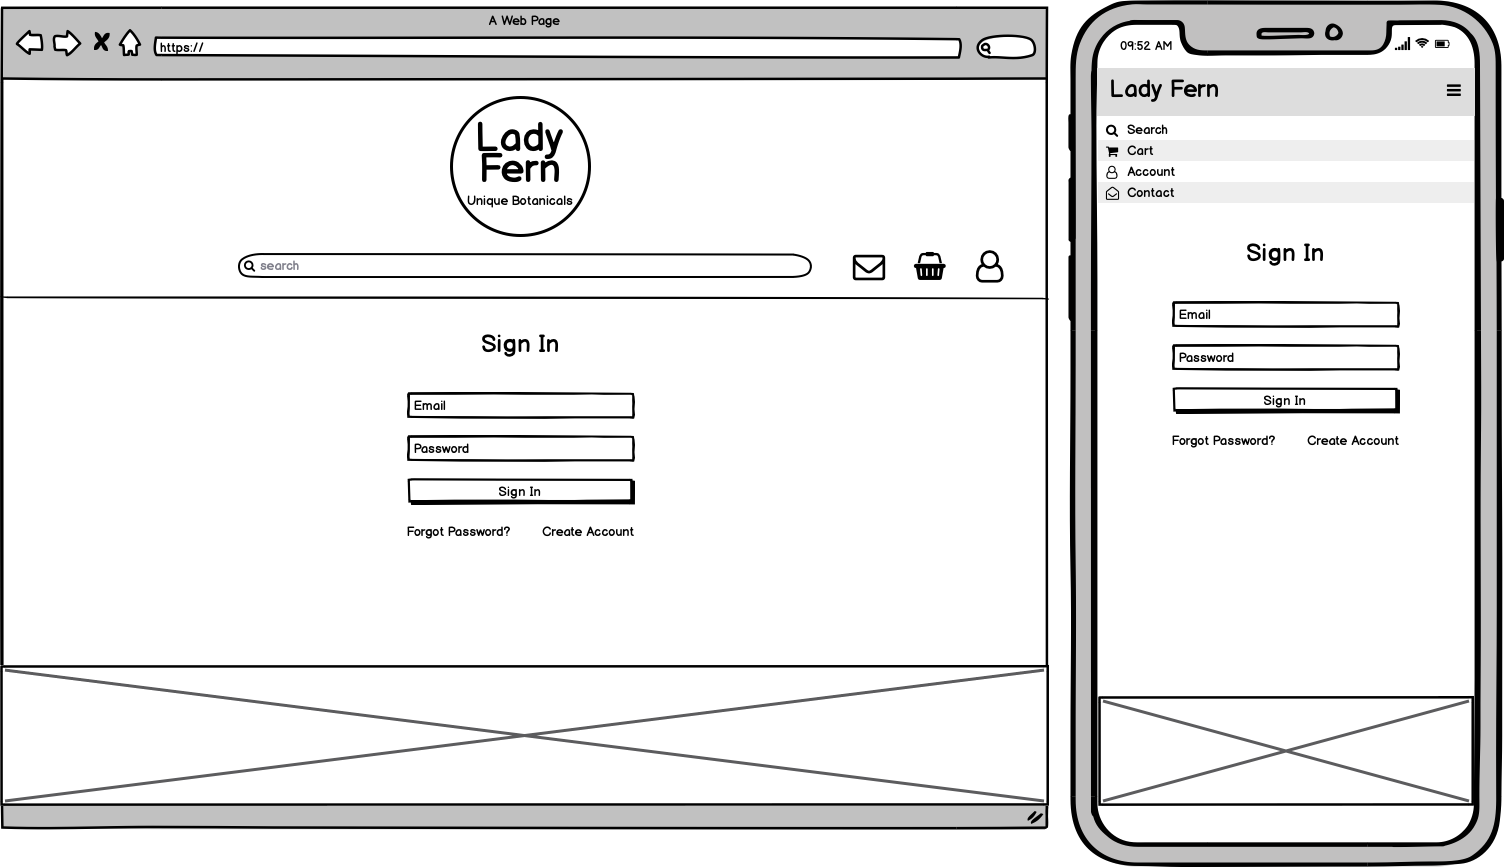 A Web Page
https://
Lady
Fern
Unique Botanicals
search
Sign In
Email
Password
Sign In
Forgot Password? Create Account
09:52 AM
Lady Fern
Search
Cart
Account
Contact
Sign In
Email
Password
Sign In
Forgot Password? Create Account